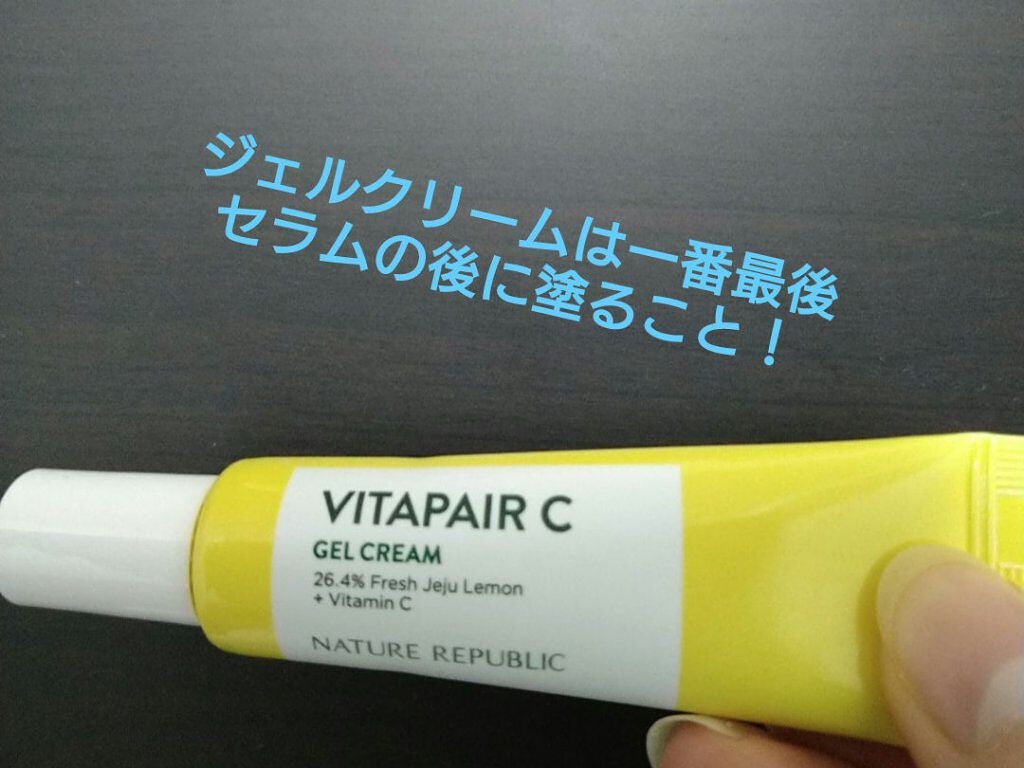 ジェルクリームは一番最後
セラムの後に塗ること！
VITAPAIR C
GEL CREAM
26.4% Fresh Jeju Lemon
+ Vitamin C
NATURE REPUBLIC